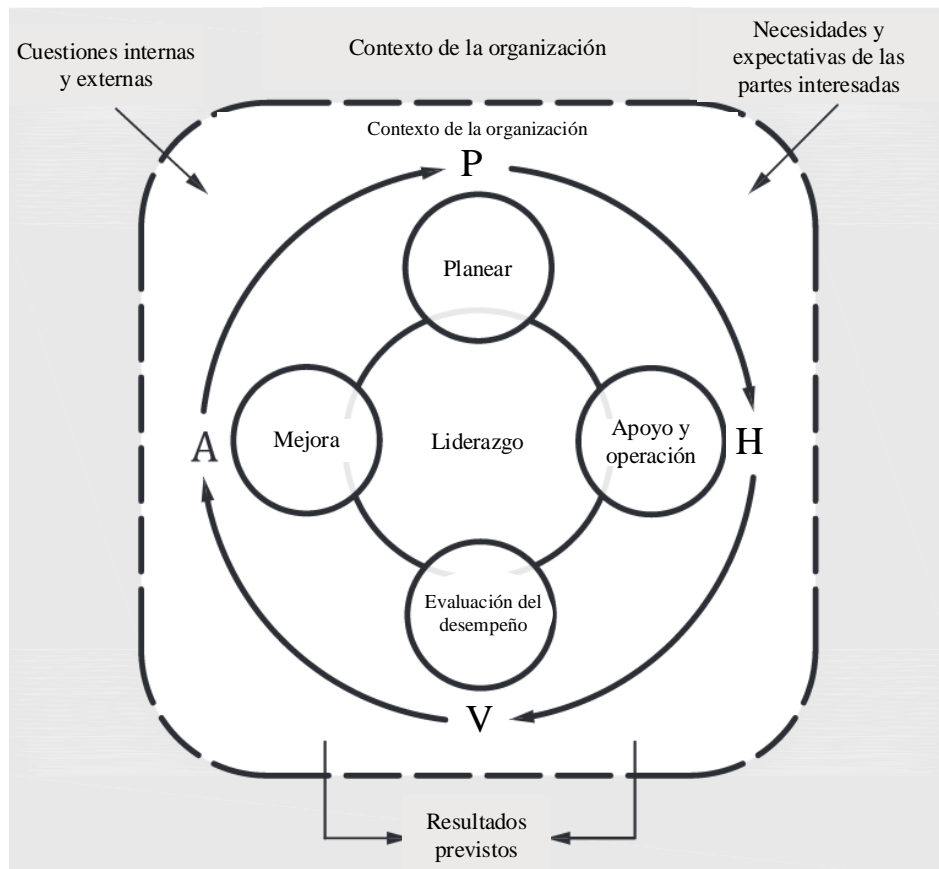 Cuestiones internas
y externas
Contexto de la organización
Necesidades y
expectativas de las
partes interesadas
Contexto de la organización
P
Planear
A
Mejora
Liderazgo
Apoyo y
operación
H
Evaluación del
desempeño
V
Resultados
previstos